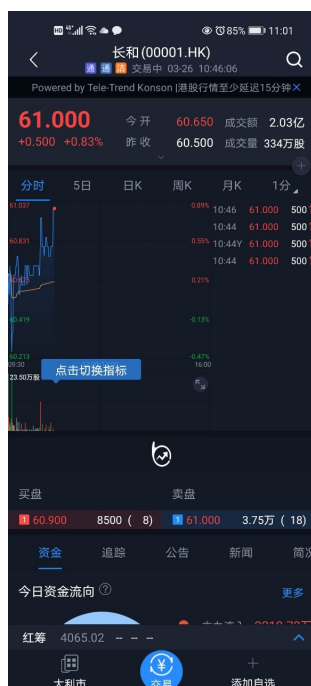 85% 11:01
长和(00001.HK)
通 通 沽 交易中 03-26 10:46:06
Powered by Tele-Trend Konson |港股行情至少延迟15分钟×
61.000 今开 60.650 成交额 2.03亿
+0.500 +0.83% 昨收 60.500 成交量 334万股
分时 5日 日K 周K 月K 1分
61.037 0.89% 10:46 61.000 500
10:44 61.000 500
60.831 0.55% 10:44Y 61.000 500
10:44 61.000 500
0.21%
60.419 -0.13%
60.213 -0.47%
09:30 16:00
23.50万股 点击切换指标
买盘 卖盘
1 60.900 8500 ( 8) 1 61.000 3.75万 ( 18)
资金 追踪 公告 新闻 简况
今日资金流向 ? 更多
红筹 4065.02 -- -- --
大利市 交易 添加自选